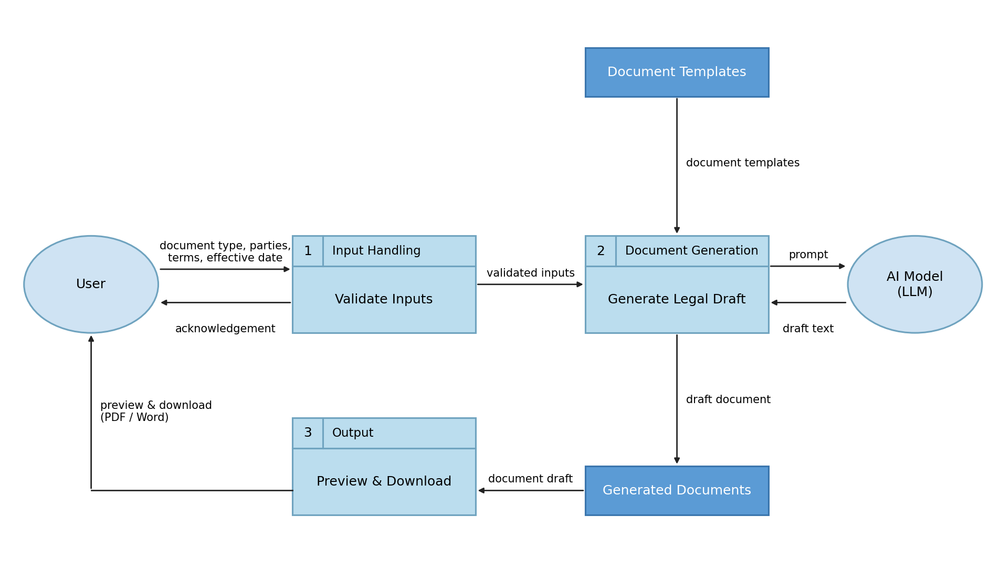 Document Templates
document templates
document type, parties,
terms, effective date
User
acknowledgement
1
Input Handling
Validate Inputs
validated inputs
2
Document Generation
Generate Legal Draft
prompt
AI Model
(LLM)
draft text
draft document
preview & download
(PDF / Word)
3
Output
Preview & Download
document draft
Generated Documents